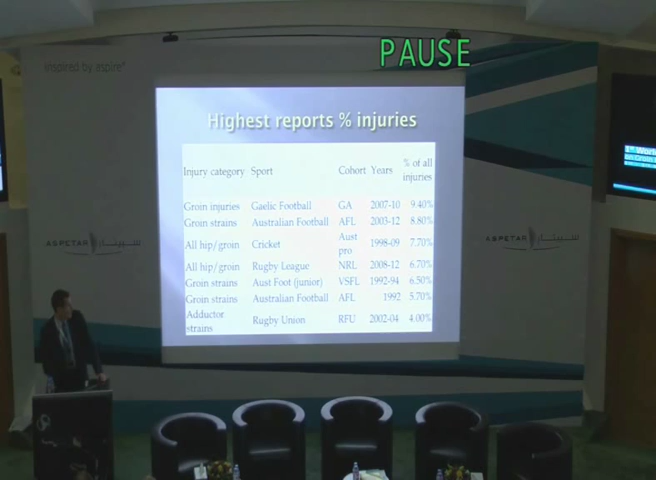 PAUSE
inspired by aspire
Highest reports % injuries
Injury category Sport Cohort Years % of all injuries
Groin injuries Gaelic Football GA 2007-10 9.40%
Groin strains Australian Football AFL 2003-12 8.80%
All hip/groin Cricket Aust pro 1998-09 7.70%
All hip/groin Rugby League NRL 2008-12 6.70%
Groin strains Aust Foot (junior) VSFL 1992-94 6.50%
Groin strains Australian Football AFL 1992 5.70%
Adductor strains Rugby Union RFU 2002-04 4.00%
ASPETAR سبيتار
ASPETAR سبيتار
1st World